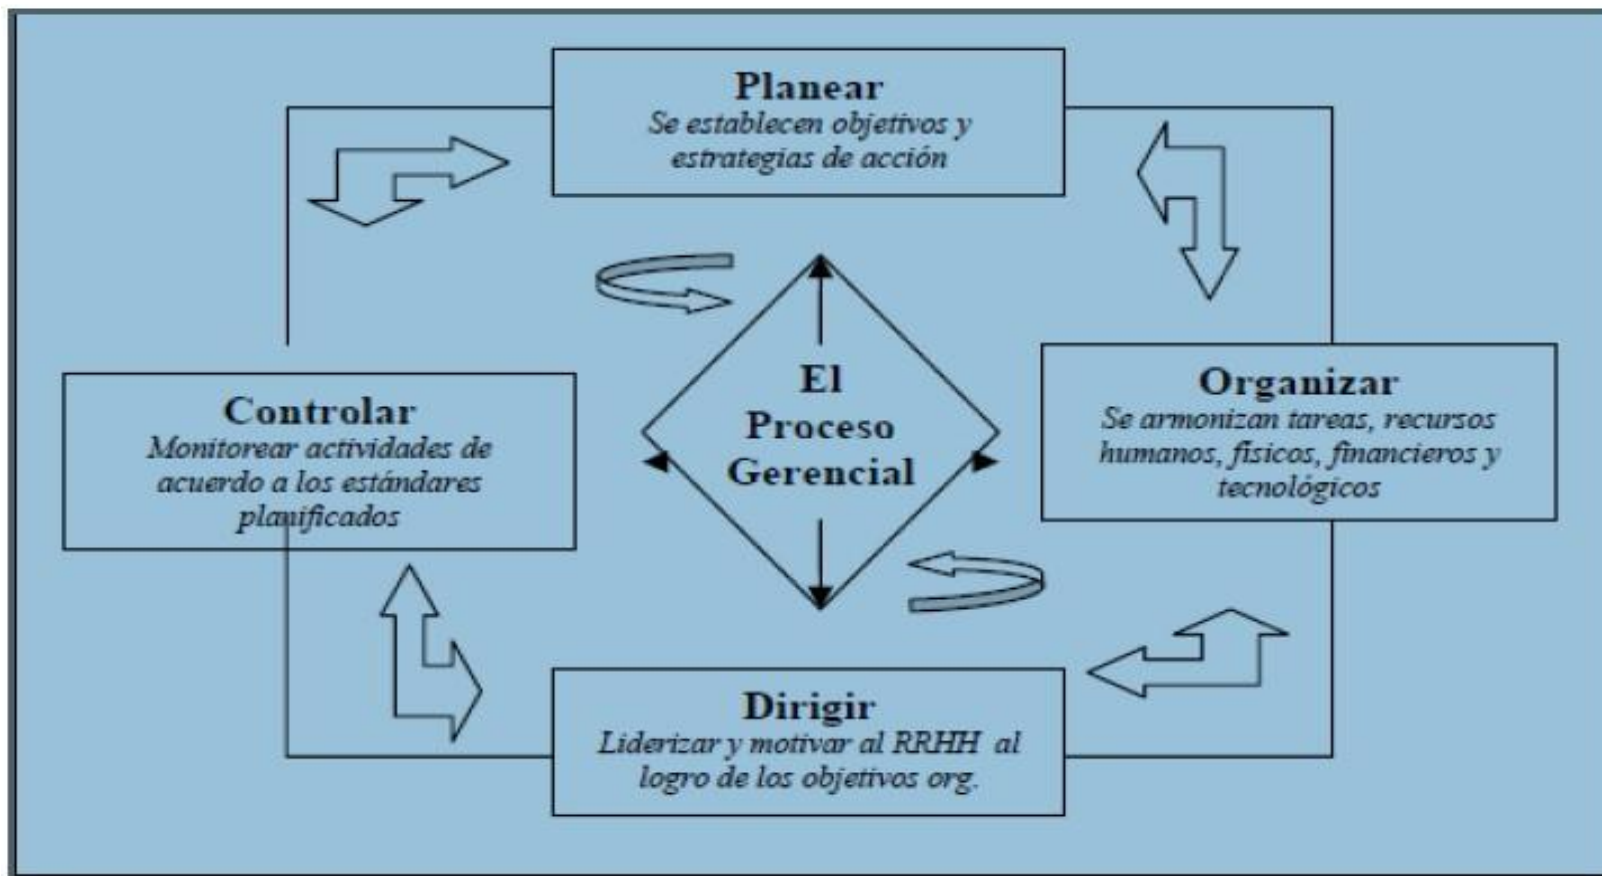 Planear
Se establecen objetivos y
estrategias de acción
Controlar
Monitorear actividades de
acuerdo a los estándares
planificados
El
Proceso
Gerencial
Organizar
Se armonizan tareas, recursos
humanos, físicos, financieros y
tecnológicos
Dirigir
Liderizar y motivar al RRHH al
logro de los objetivos org.